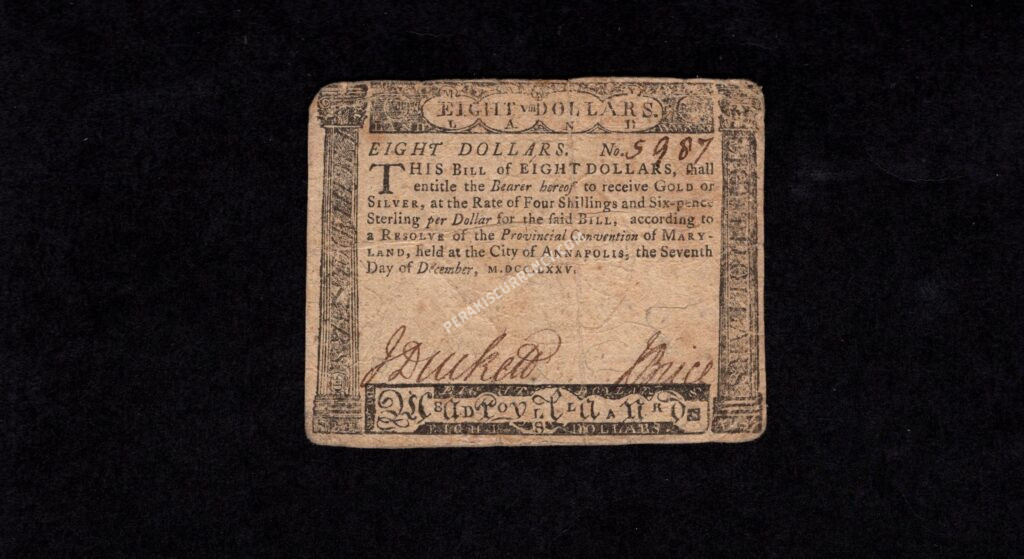 EIGHT VIII DOLLARS.
LAND
EIGHT DOLLARS. No. 5987
THIS BILL of EIGHT DOLLARS, ſhall
entitle the Bearer hereof to receive GOLD or
SILVER, at the Rate of Four Shillings and Six-pence
Sterling per Dollar for the ſaid BILL, according to
a RESOLVE of the Provincial Convention of MARY-
LAND, held at the City of ANNAPOLIS, the Seventh
Day of December, M.DCC.LXXV.
PERAKISCURRENCY
J Duckett J Brice
DOLLARS